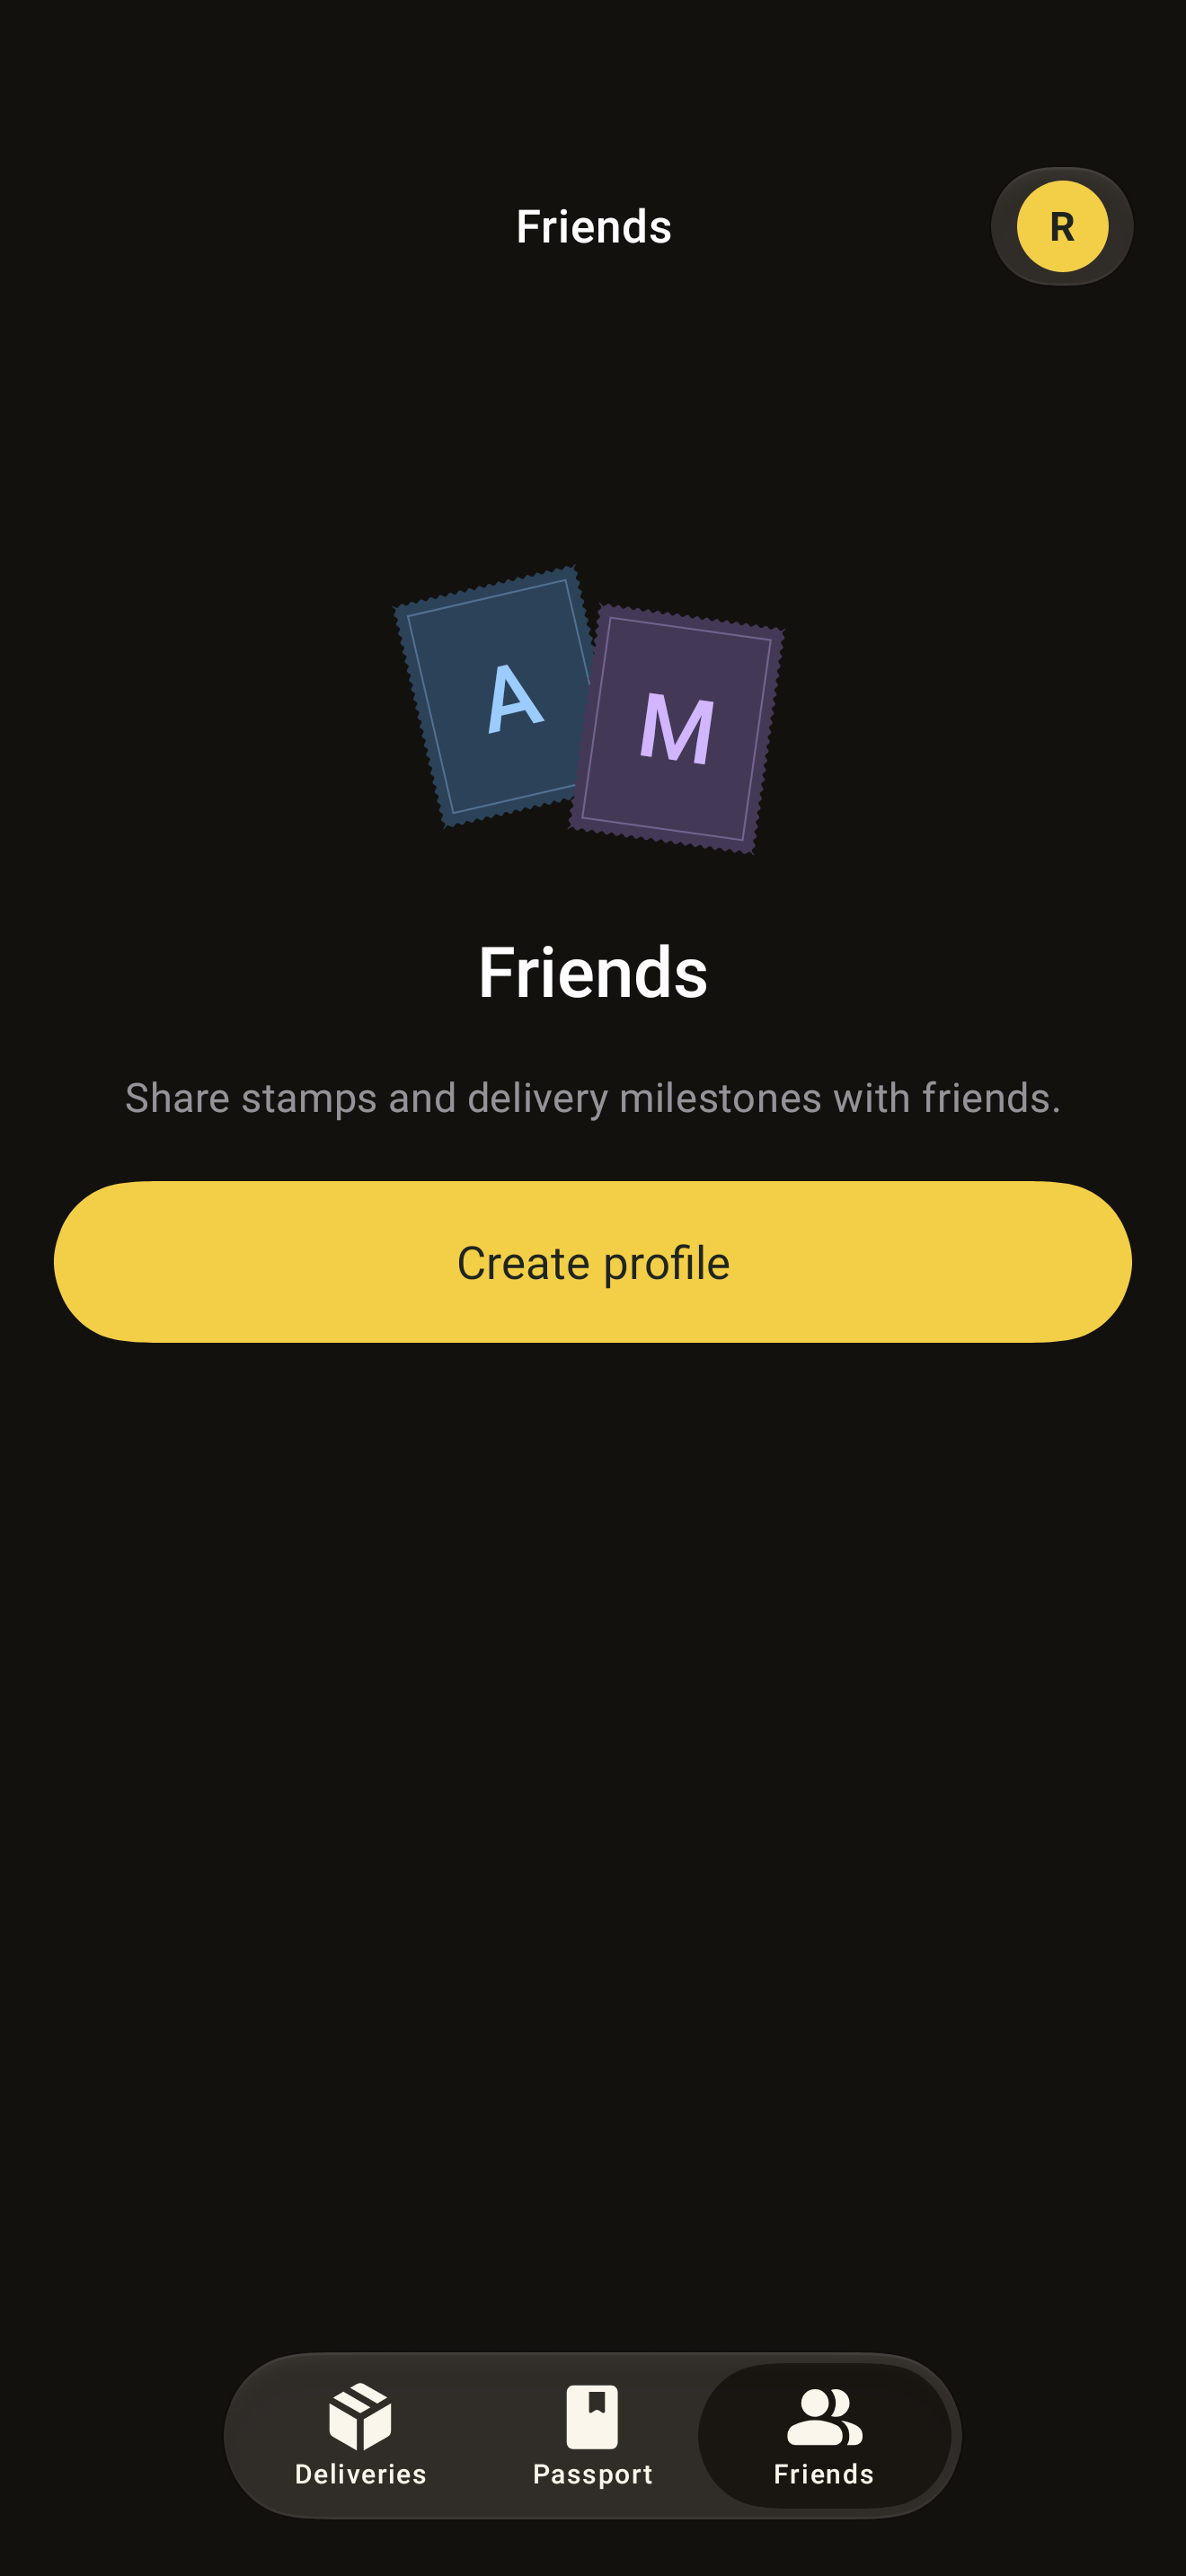 Friends
R
A
M
Friends
Share stamps and delivery milestones with friends.
Create profile
Deliveries
Passport
Friends